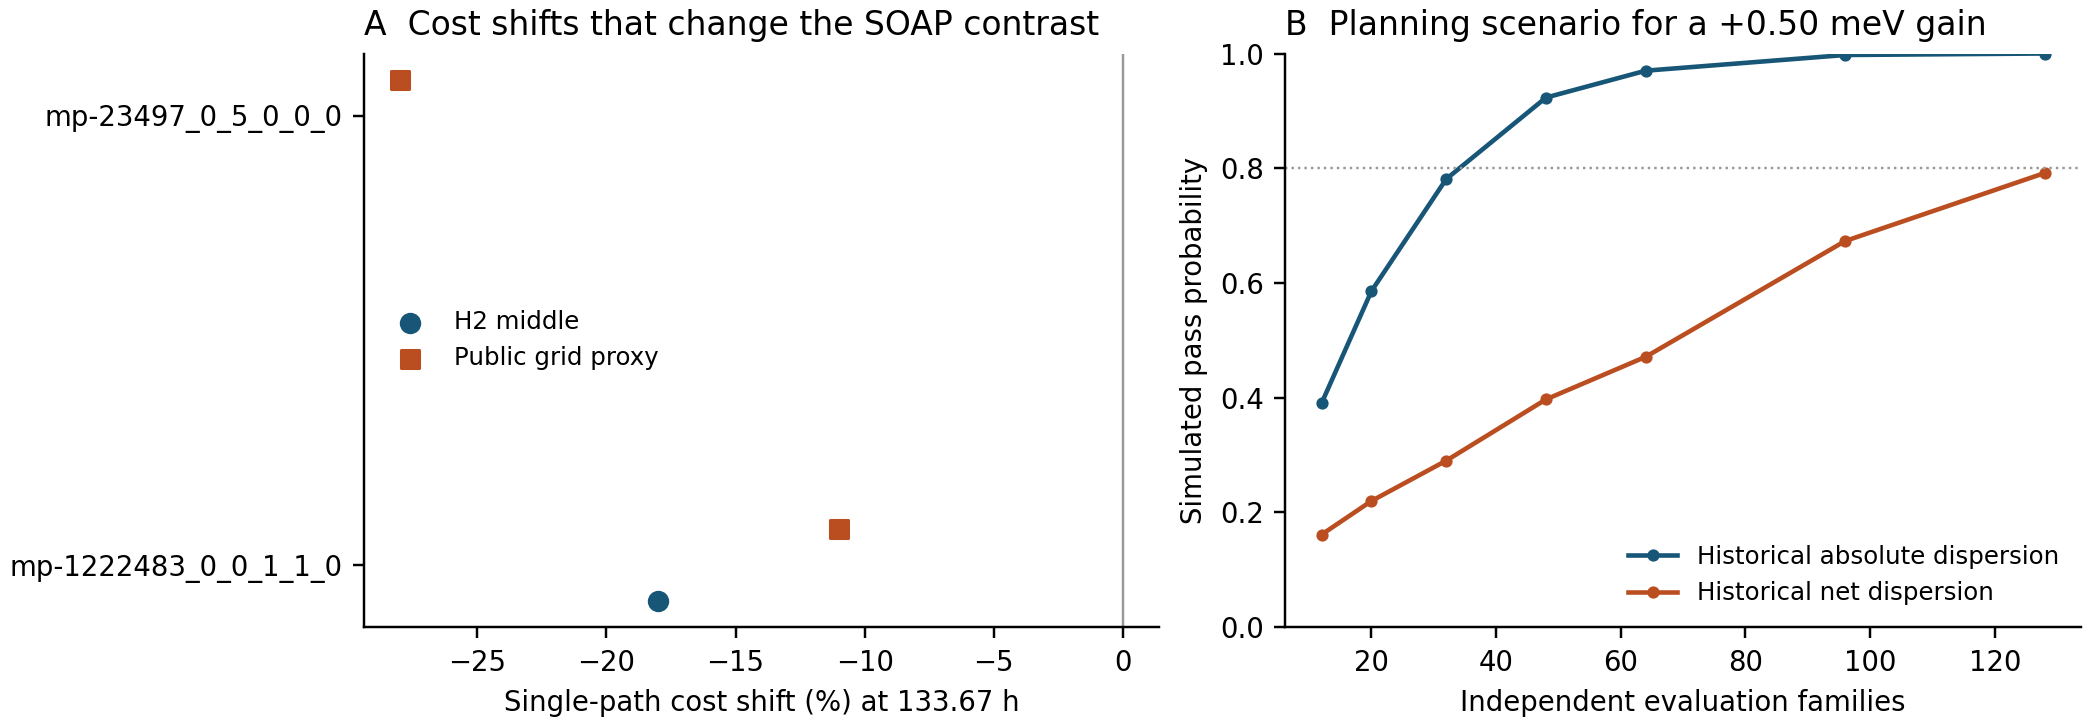 A  Cost shifts that change the SOAP contrast
mp-23497_0_5_0_0_0
mp-1222483_0_0_1_1_0
H2 middle
Public grid proxy
−25 −20 −15 −10 −5 0
Single-path cost shift (%) at 133.67 h
B  Planning scenario for a +0.50 meV gain
Simulated pass probability
1.0
0.8
0.6
0.4
0.2
0.0
Historical absolute dispersion
Historical net dispersion
20 40 60 80 100 120
Independent evaluation families